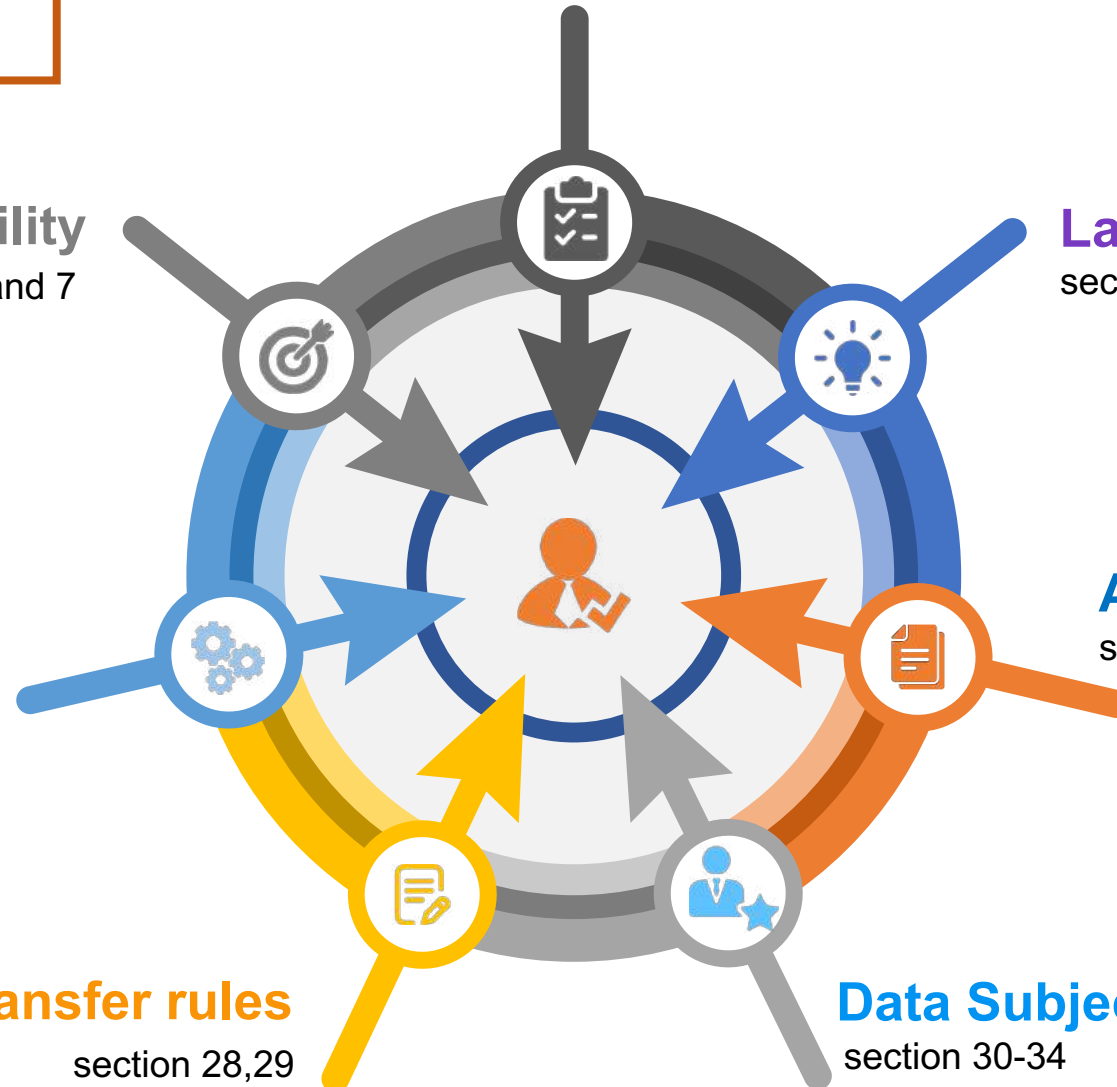 ility
and 7
La
sec
A
s
ansfer rules
section 28,29
Data Subjec
section 30-34